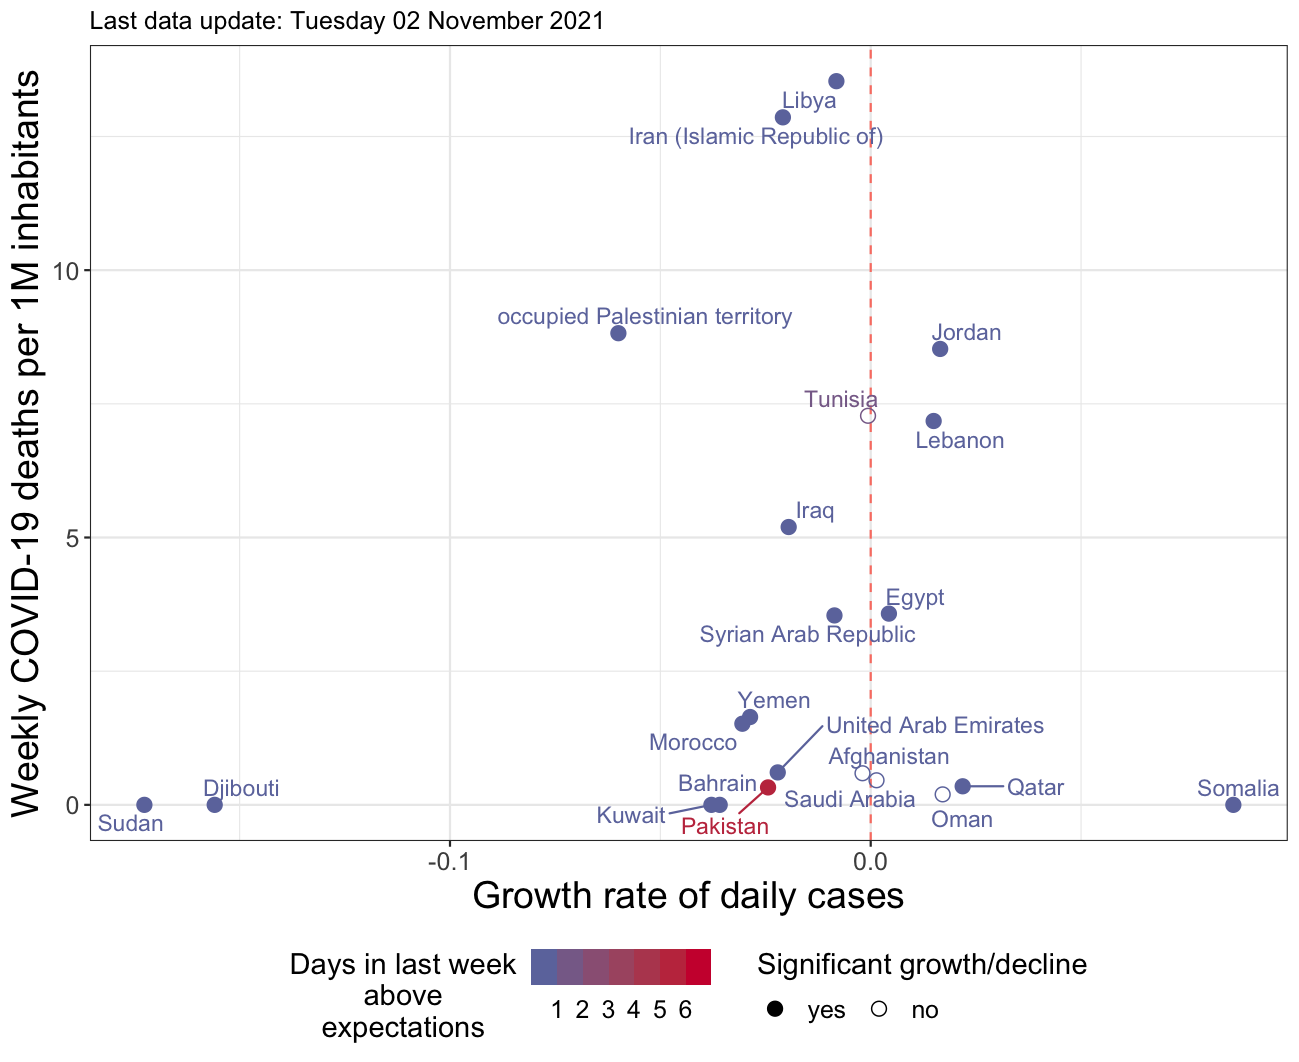 Last data update: Tuesday 02 November 2021
Weekly COVID-19 deaths per 1M inhabitants
Libya
Iran (Islamic Republic of)
10
occupied Palestinian territory
Jordan
Tunisia
Lebanon
Iraq
5
Egypt
Syrian Arab Republic
Yemen
United Arab Emirates
Morocco
Afghanistan
Bahrain
Djibouti
Qatar
Somalia
Saudi Arabia
0
Kuwait
Sudan
Pakistan
Oman
-0.1
0.0
Growth rate of daily cases
Days in last week
above
expectations
1 2 3 4 5 6
Significant growth/decline
yes
no